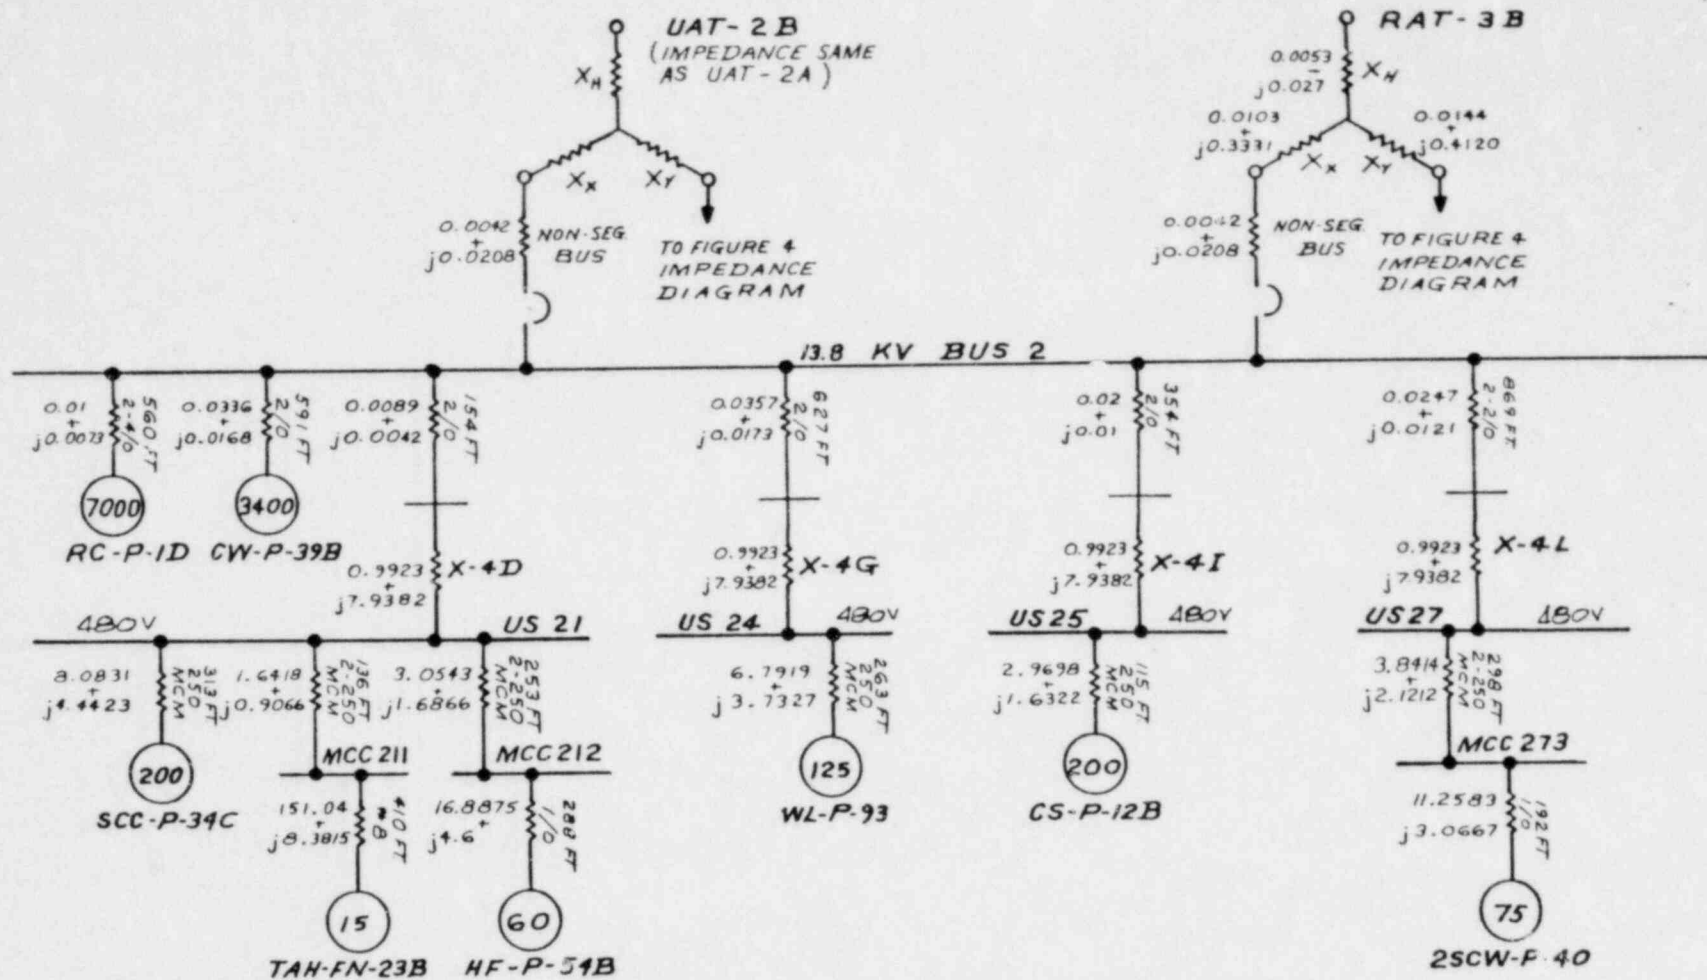 UAT-2B
(IMPEDANCE SAME
AS UAT-2A)
X_H
X_X
X_Y
0.0042
+
j0.0208
NON-SEG.
BUS
TO FIGURE 4
IMPEDANCE
DIAGRAM
RAT-3B
0.0053
j0.027
X_H
0.0103
+
j0.3331
0.0144
+
j0.4120
X_X
X_Y
0.0042
+
j0.0208
NON-SEG
BUS
TO FIGURE 4
IMPEDANCE
DIAGRAM
13.8 KV BUS 2
0.01
+
j0.0073
560 FT
2-4/0
7000
RC-P-1D
0.0336
+
j0.0168
591 FT
2/0
3400
CW-P-39B
0.0089
+
j0.0042
154 FT
2/0
0.9923
+
j7.9382
X-4D
0.0357
+
j0.0173
627 FT
2/0
0.9923
+
j7.9382
X-4G
0.02
+
j0.01
354 FT
2/0
0.9923
+
j7.9382
X-4I
0.0247
+
j0.0121
869 FT
2-2/0
0.9923
+
j7.9382
X-4L
480V
US 21
US 24
480V
US25
480V
US27
480V
8.0831
+
j4.4423
313 FT
250
MCM
200
SCC-P-34C
1.6418
+
j0.9066
136 FT
2-250
MCM
MCC 211
151.04
+
j8.3815
410 FT
#8
15
TAH-FN-23B
3.0543
+
j1.6866
253 FT
2-250
MCM
MCC 212
16.8875
+
j4.6
288 FT
1/0
60
HF-P-54B
6.7919
+
j3.7327
263 FT
250
MCM
125
WL-P-93
2.9698
+
j1.6322
115 FT
250
MCM
200
CS-P-12B
3.8414
+
j2.1212
298 FT
2-250
MCM
MCC 273
11.2583
+
j3.0667
192 FT
1/0
75
2SCW-P-40